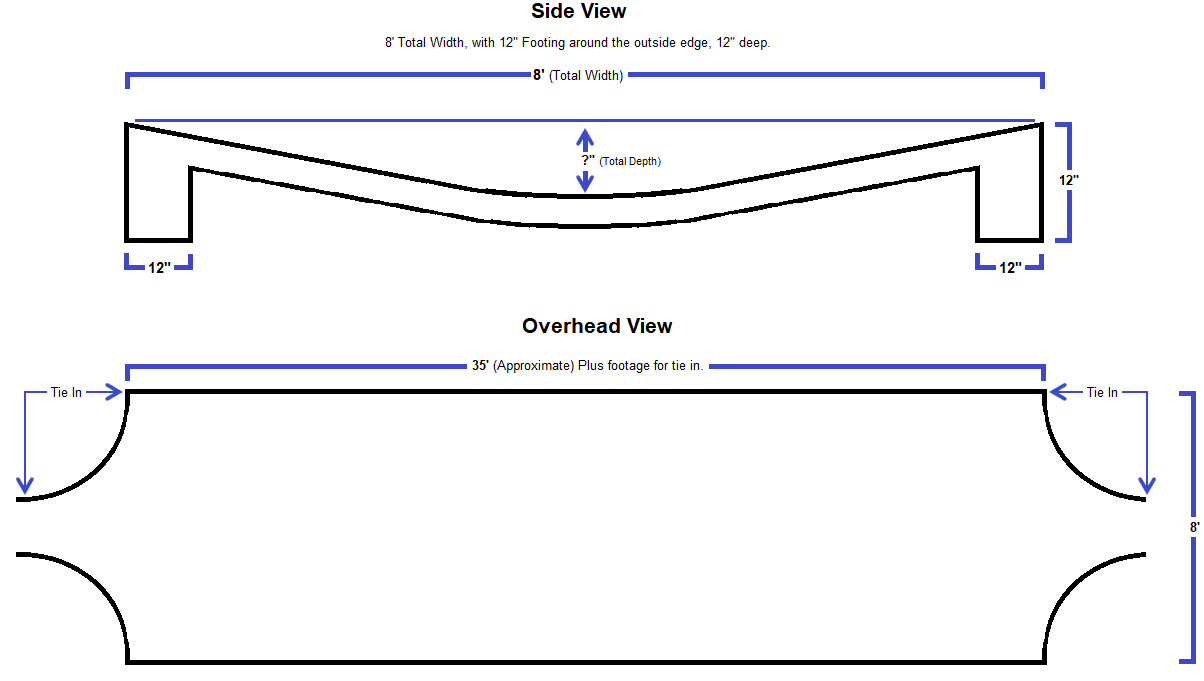 Side View
8' Total Width, with 12" Footing around the outside edge, 12" deep.
8' (Total Width)
?" (Total Depth)
12"
12"
12"
Overhead View
35' (Approximate) Plus footage for tie in.
Tie In
Tie In
8'